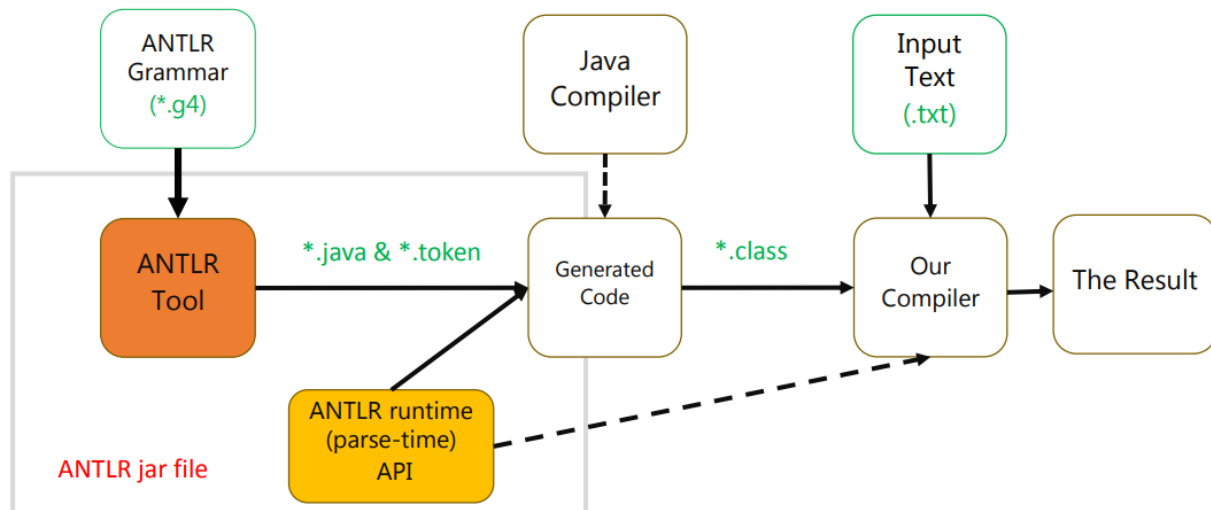 ANTLR
Grammar
(*.g4)
Java
Compiler
Input
Text
(.txt)
ANTLR
Tool
*.java & *.token
Generated
Code
*.class
Our
Compiler
The Result
ANTLR runtime
(parse-time)
API
ANTLR jar file